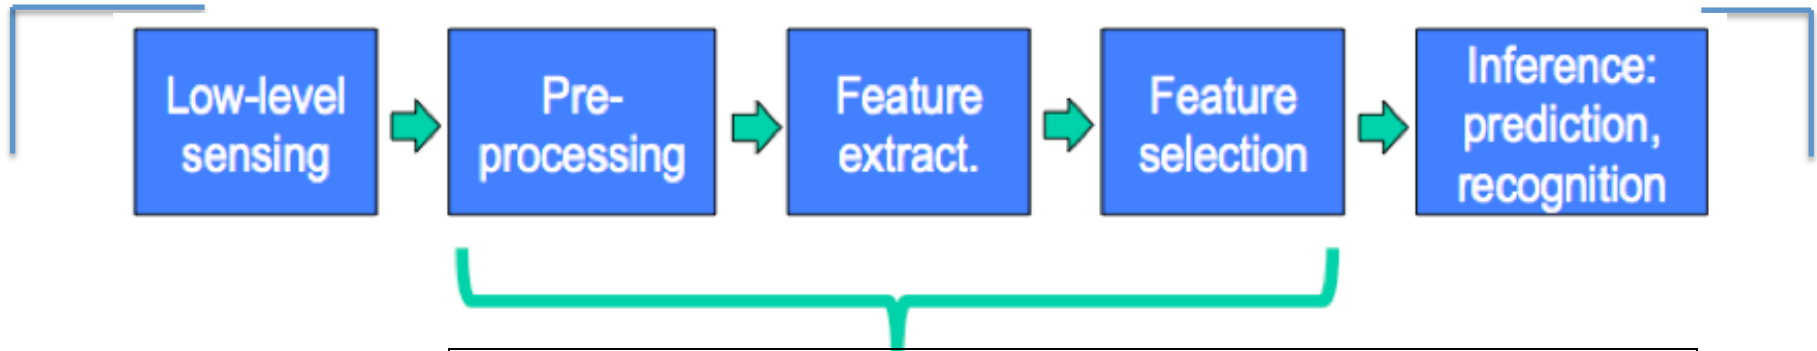 Low-level
sensing
Pre-
processing
Feature
extract.
Feature
selection
Inference:
prediction,
recognition